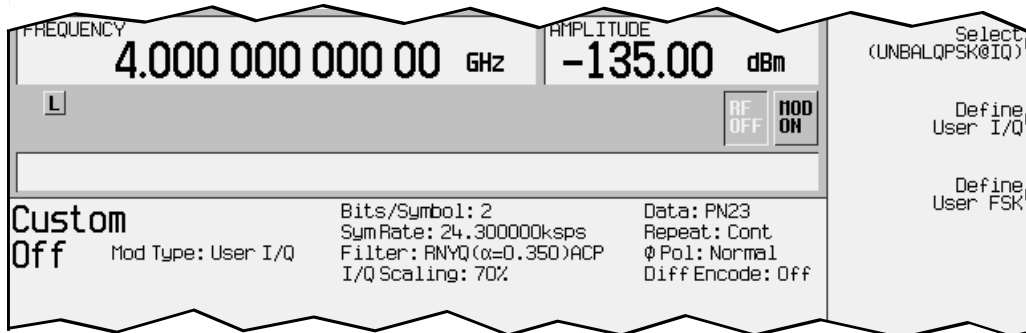 FREQUENCY
4.000 000 000 00 GHz
AMPLITUDE
-135.00 dBm
L
RF OFF
MOD ON
Custom
Off
Mod Type: User I/Q
Bits/Symbol: 2
Sym Rate: 24.300000ksps
Filter: RNYQ(α=0.350)ACP
I/Q Scaling: 70%
Data: PN23
Repeat: Cont
Φ Pol: Normal
Diff Encode: Off
Select
(UNBALQPSK@IQ)
Define
User I/Q
Define
User FSK